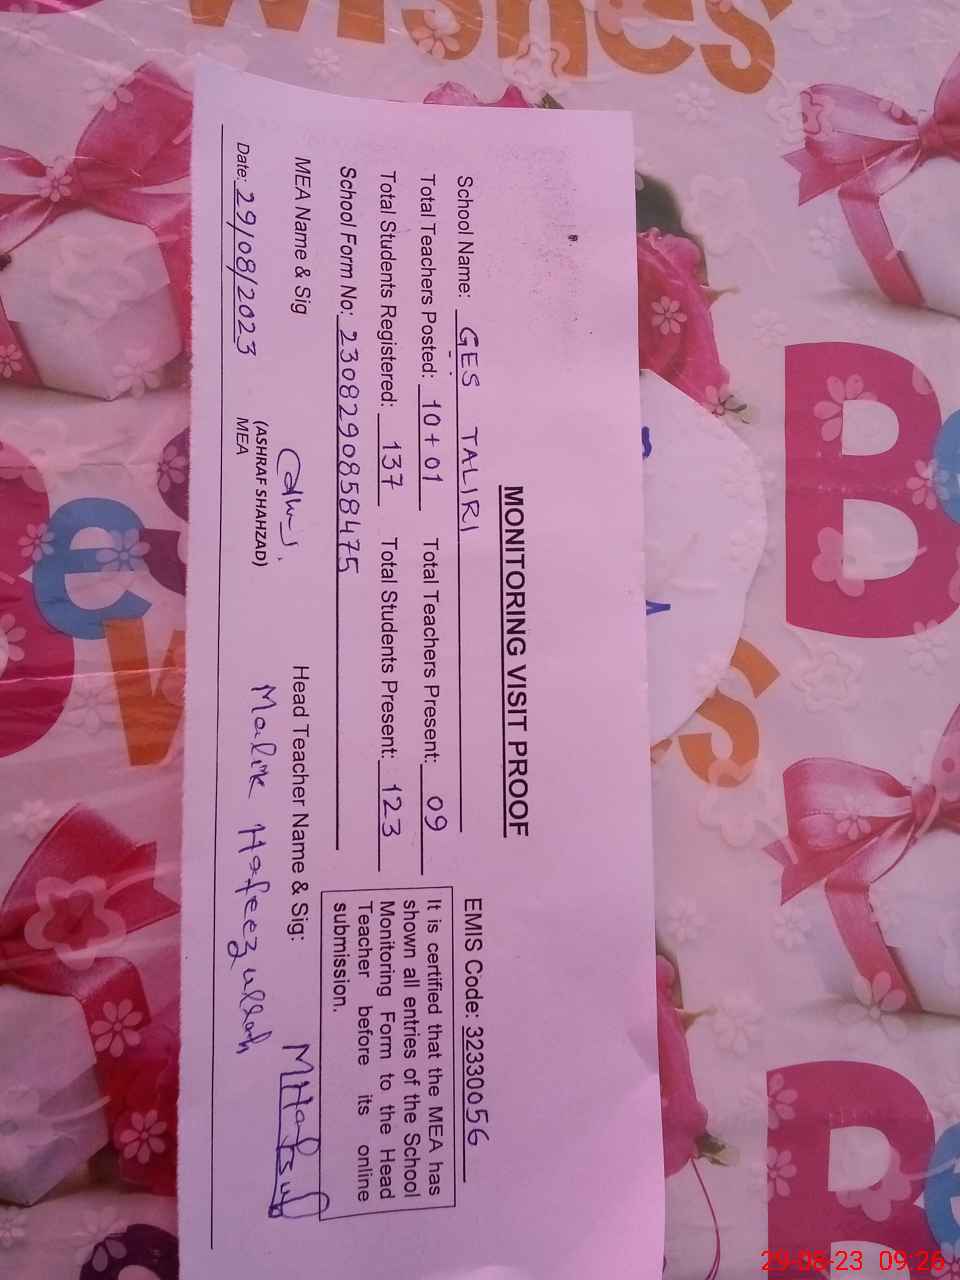 MONITORING VISIT PROOF
School Name: GES TALIRI EMIS Code: 32330056
Total Teachers Posted: 10+01 Total Teachers Present: 09
Total Students Registered: 137 Total Students Present: 123
School Form No: 2308290858475
It is certified that the MEA has
shown all entries of the School
Monitoring Form to the Head
Teacher before its online
submission.
MEA Name & Sig Head Teacher Name & Sig:
(ASHRAF SHAHZAD)
MEA
Malik Hafeezullah
Date: 29/08/2023
wishes
29-08-23 09:26